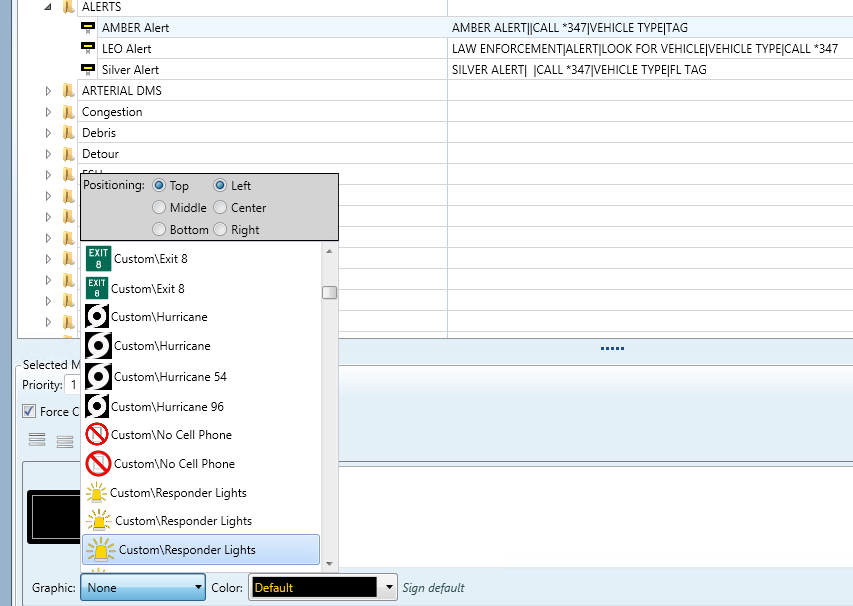 ALERTS
AMBER Alert AMBER ALERT||CALL *347|VEHICLE TYPE|TAG
LEO Alert LAW ENFORCEMENT|ALERT|LOOK FOR VEHICLE|VEHICLE TYPE|CALL *347
Silver Alert SILVER ALERT| |CALL *347|VEHICLE TYPE|FL TAG
ARTERIAL DMS
Congestion
Debris
Detour
Positioning: Top Left
Middle Center
Bottom Right
EXIT 8 Custom\Exit 8
EXIT 8 Custom\Exit 8
Custom\Hurricane
Custom\Hurricane
Custom\Hurricane 54
Custom\Hurricane 96
Custom\No Cell Phone
Custom\No Cell Phone
Custom\Responder Lights
Custom\Responder Lights
Custom\Responder Lights
Selected M
Priority: 1
Force C
Graphic: None Color: Default Sign default